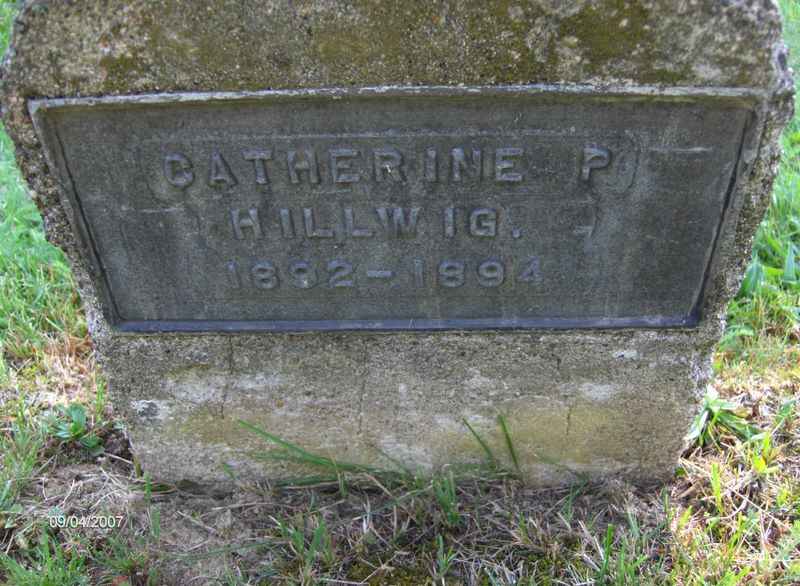 CATHERINE P
HILLWIG.
1892-1894
09/04/2007